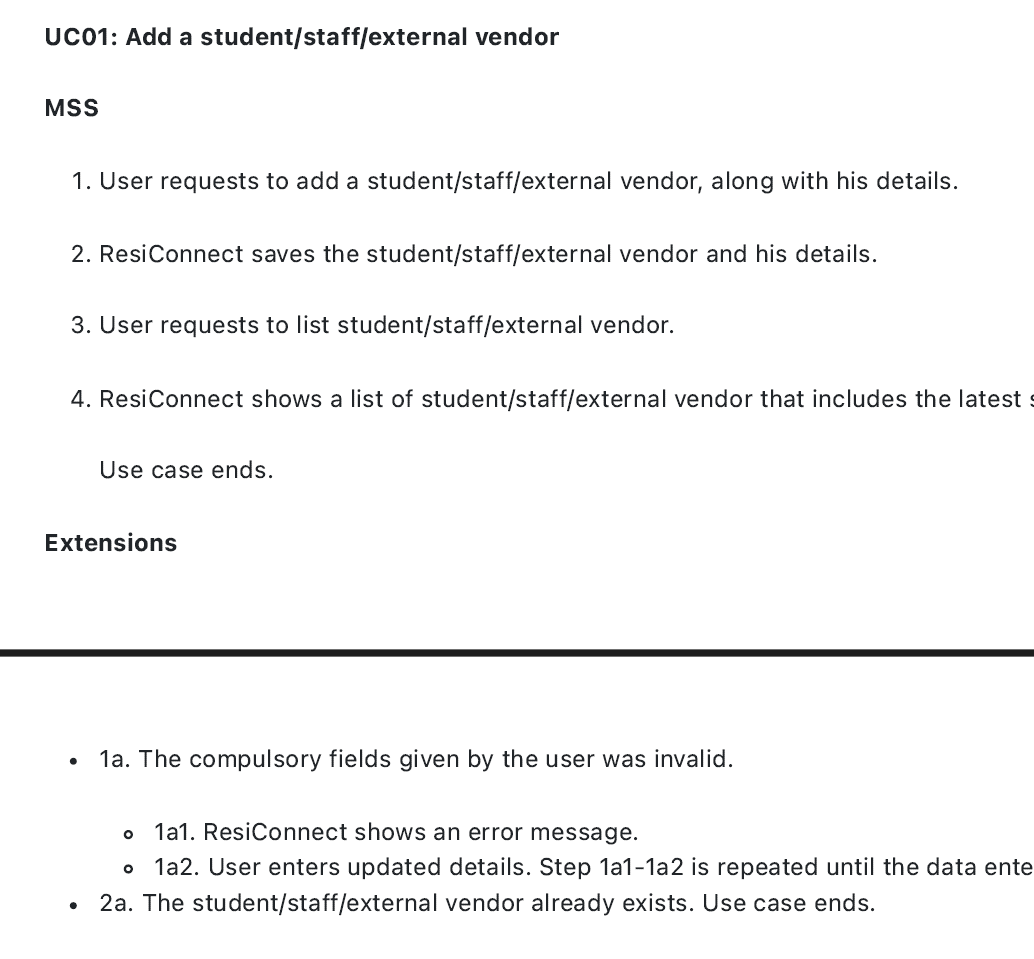 UC01: Add a student/staff/external vendor
MSS
1. User requests to add a student/staff/external vendor, along with his details.
2. ResiConnect saves the student/staff/external vendor and his details.
3. User requests to list student/staff/external vendor.
4. ResiConnect shows a list of student/staff/external vendor that includes the latest
Use case ends.
Extensions
• 1a. The compulsory fields given by the user was invalid.
◦ 1a1. ResiConnect shows an error message.
◦ 1a2. User enters updated details. Step 1a1-1a2 is repeated until the data
• 2a. The student/staff/external vendor already exists. Use case ends.